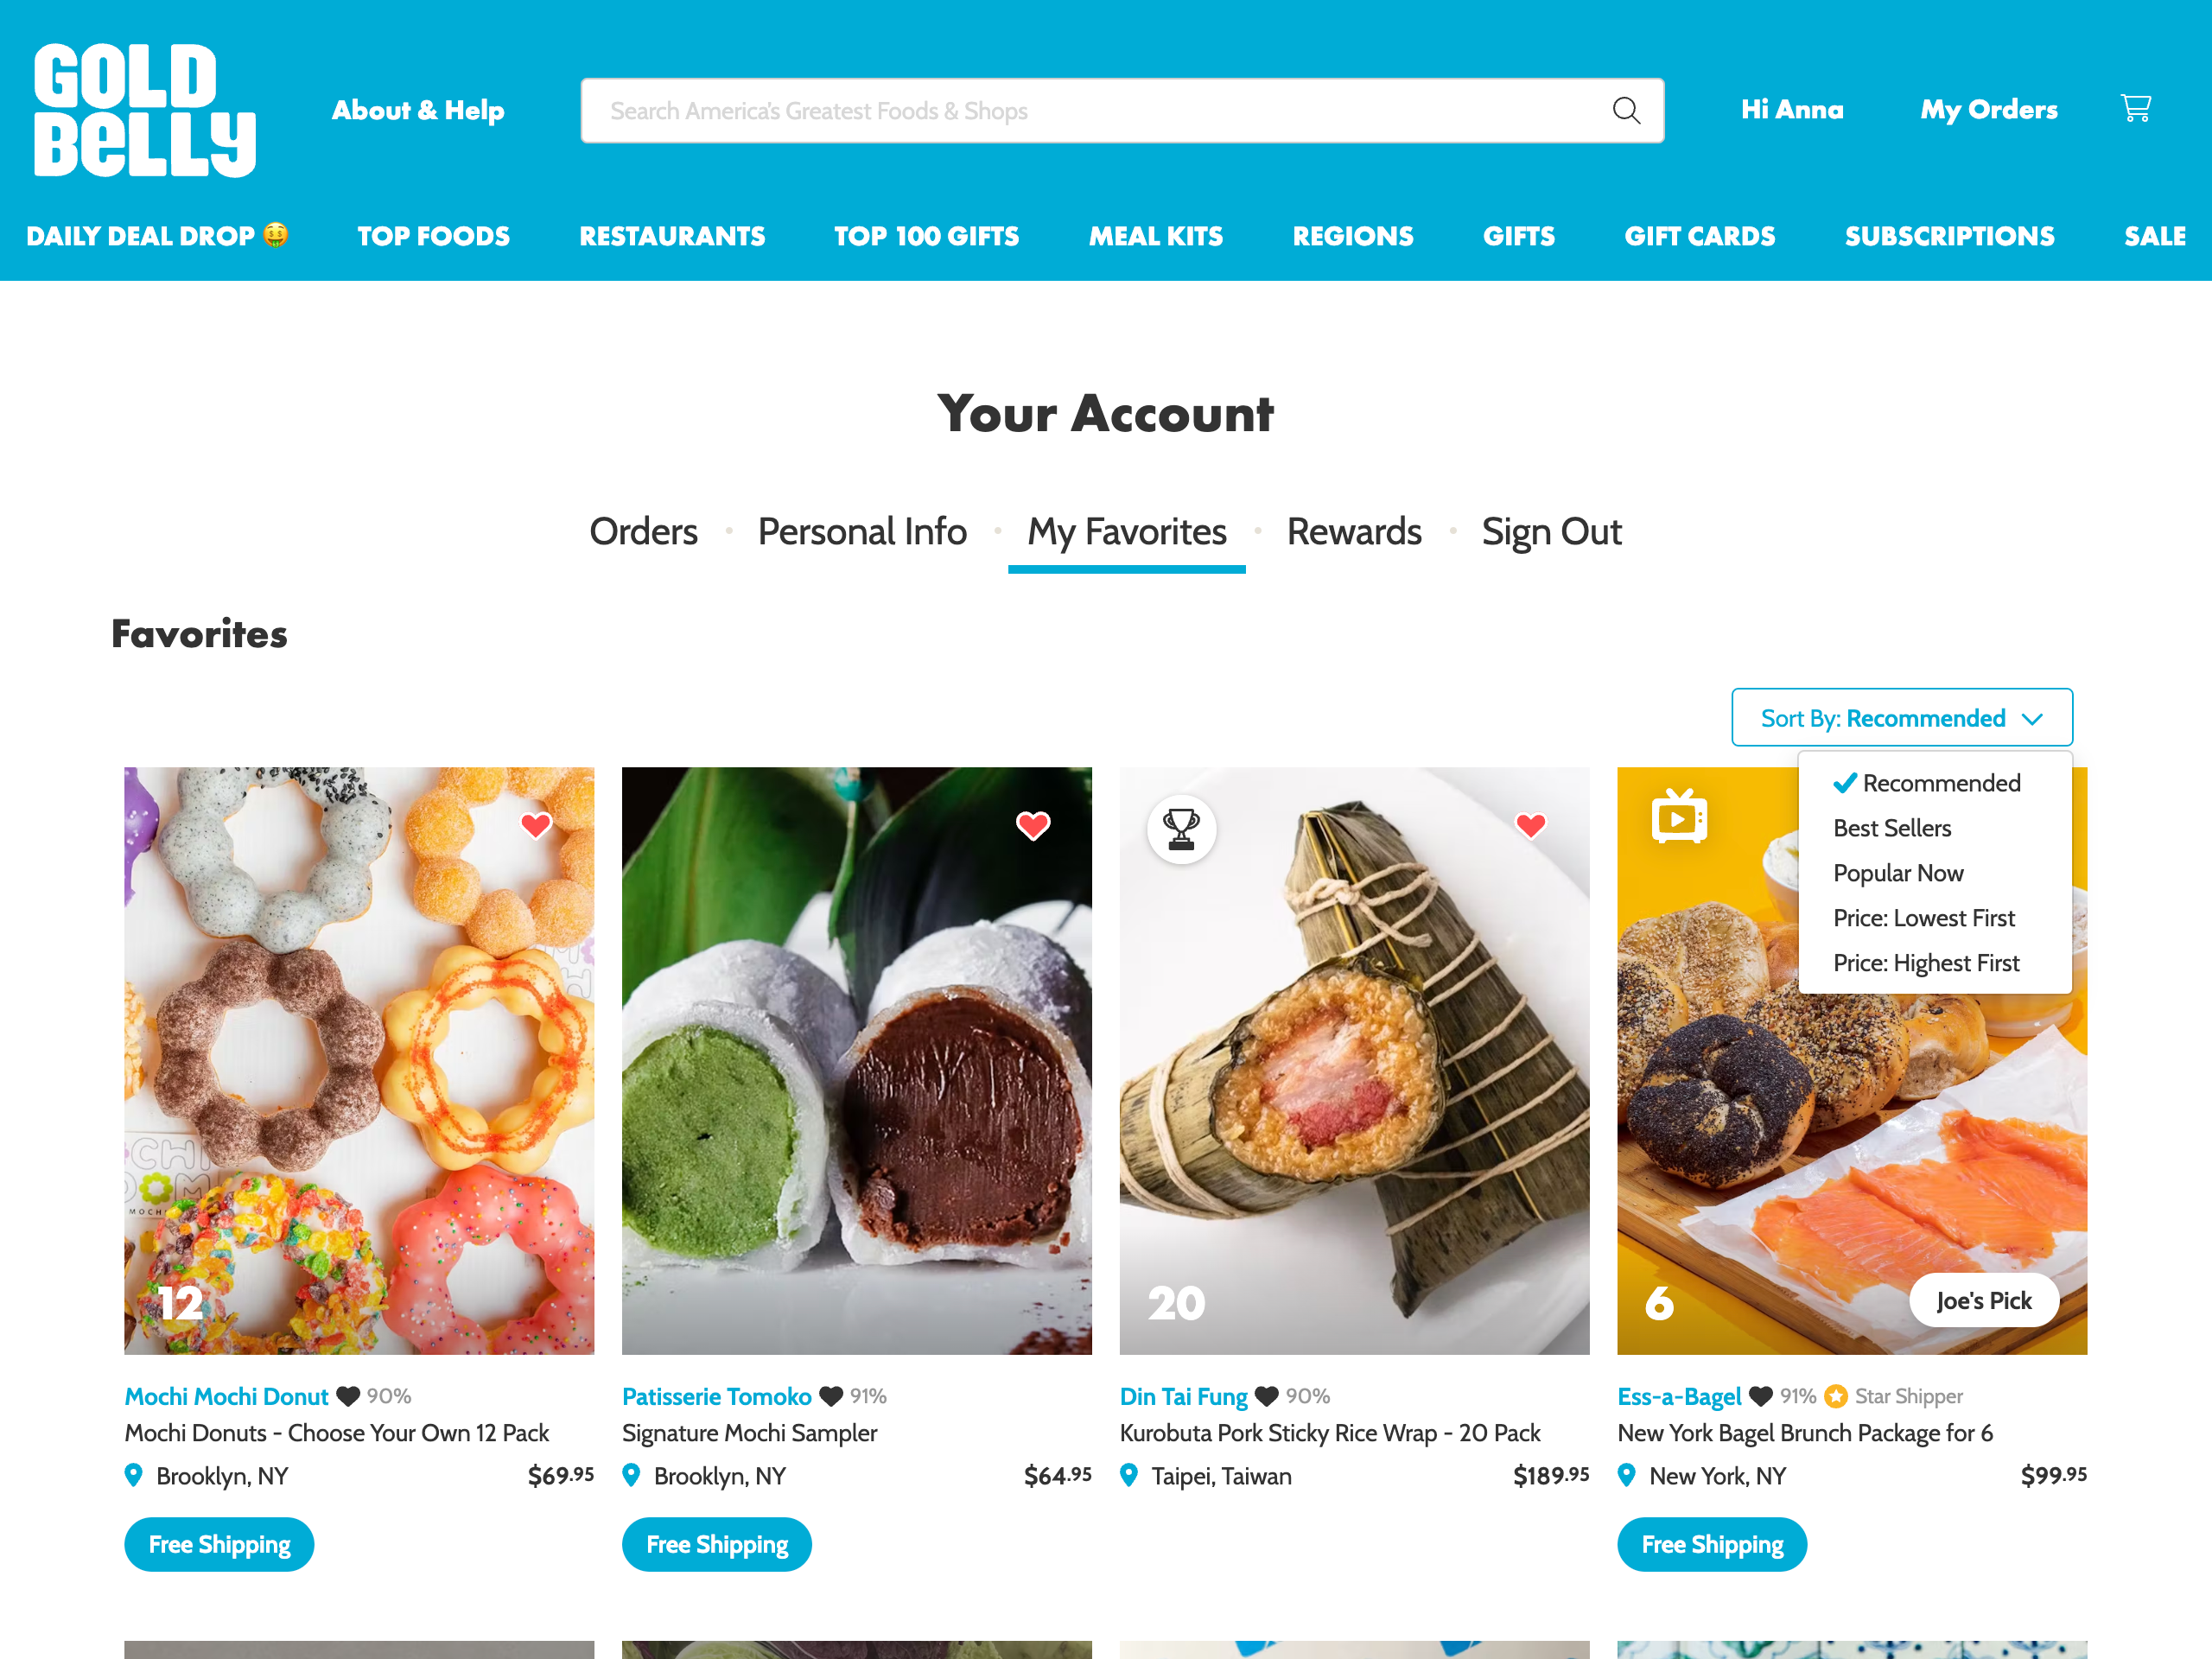 GOLD
BELLY
About & Help
Search America's Greatest Foods & Shops
Hi Anna
My Orders
DAILY DEAL DROP 🤑
TOP FOODS
RESTAURANTS
TOP 100 GIFTS
MEAL KITS
REGIONS
GIFTS
GIFT CARDS
SUBSCRIPTIONS
SALE
Your Account
Orders
Personal Info
My Favorites
Rewards
Sign Out
Favorites
Sort By: Recommended
Recommended
Best Sellers
Popular Now
Price: Lowest First
Price: Highest First
12
20
6
Joe's Pick
Mochi Mochi Donut 90%
Mochi Donuts - Choose Your Own 12 Pack
Brooklyn, NY
$69.95
Free Shipping
Patisserie Tomoko 91%
Signature Mochi Sampler
Brooklyn, NY
$64.95
Free Shipping
Din Tai Fung 90%
Kurobuta Pork Sticky Rice Wrap - 20 Pack
Taipei, Taiwan
$189.95
Ess-a-Bagel 91% Star Shipper
New York Bagel Brunch Package for 6
New York, NY
$99.95
Free Shipping